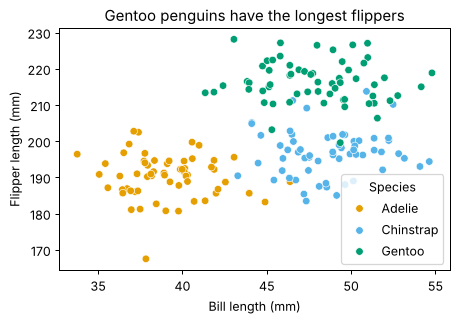 Gentoo penguins have the longest flippers
230
220
210
200
190
180
170
Flipper length (mm)
Species
Adelie
Chinstrap
Gentoo
35
40
45
50
55
Bill length (mm)